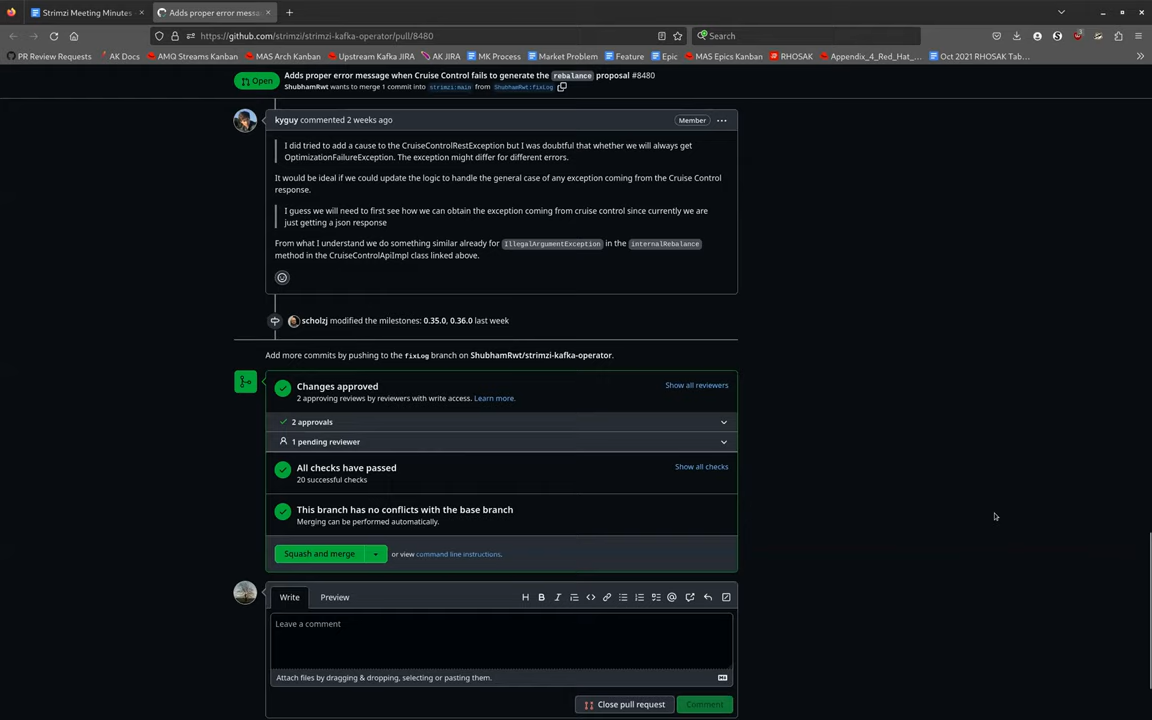 Strimzi Meeting Minutes
Adds proper error messa
https://github.com/strimzi/strimzi-kafka-operator/pull/8480
Search
PR Review Requests
AK Docs
AMQ Streams Kanban
MAS Arch Kanban
Upstream Kafka JIRA
AK JIRA
MK Process
Market Problem
Feature
Epic
MAS Epics Kanban
RHOSAK
Appendix_4_Red_Hat_...
Oct 2021 RHOSAK Tab...
Open
Adds proper error message when Cruise Control fails to generate the rebalance proposal #8480
ShubhamRwt wants to merge 1 commit into strimzi:main from ShubhamRwt:fixLog
kyguy commented 2 weeks ago
Member
I did tried to add a cause to the CruiseControlRestException but I was doubtful that whether we will always get
OptimizationFailureException. The exception might differ for different errors.
It would be ideal if we could update the logic to handle the general case of any exception coming from the Cruise Control
response.
I guess we will need to first see how we can obtain the exception coming from cruise control since currently we are
just getting a json response
From what I understand we do something similar already for IllegalArgumentException in the internalRebalance
method in the CruiseControlApiImpl class linked above.
scholzj modified the milestones: 0.35.0, 0.36.0 last week
Add more commits by pushing to the fixLog branch on ShubhamRwt/strimzi-kafka-operator.
Changes approved
Show all reviewers
2 approving reviews by reviewers with write access. Learn more.
2 approvals
1 pending reviewer
All checks have passed
Show all checks
20 successful checks
This branch has no conflicts with the base branch
Merging can be performed automatically.
Squash and merge
or view command line instructions.
Write
Preview
Leave a comment
Attach files by dragging & dropping, selecting or pasting them.
Close pull request
Comment